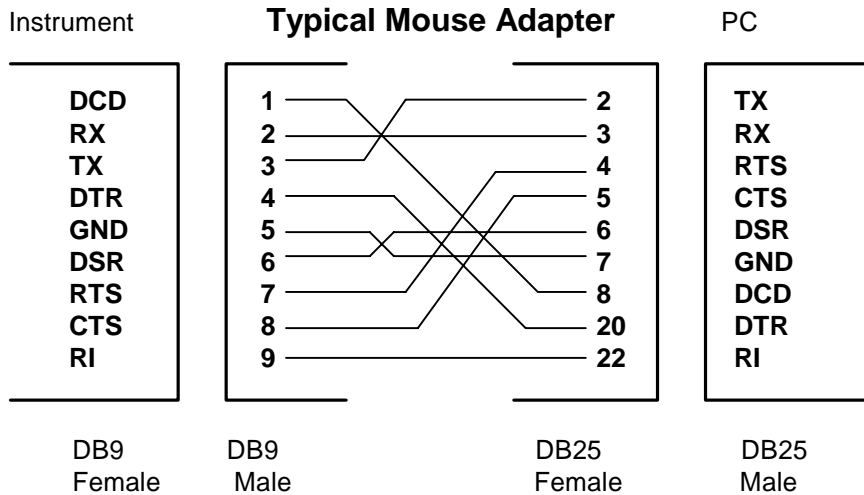 Instrument Typical Mouse Adapter PC
DCD 1 2 TX
RX 2 3 RX
TX 3 4 RTS
DTR 4 5 CTS
GND 5 6 DSR
DSR 6 7 GND
RTS 7 8 DCD
CTS 8 20 DTR
RI 9 22 RI
DB9 DB9 DB25 DB25
Female Male Female Male